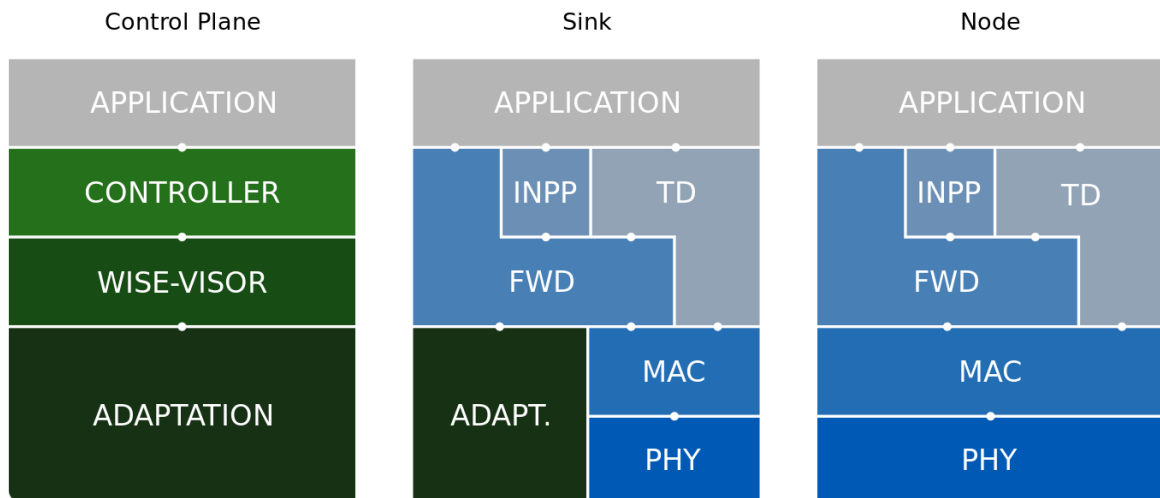 Control Plane
Sink
Node
APPLICATION
APPLICATION
APPLICATION
CONTROLLER
INPP
TD
INPP
TD
WISE-VISOR
FWD
FWD
ADAPTATION
ADAPT.
MAC
MAC
PHY
PHY